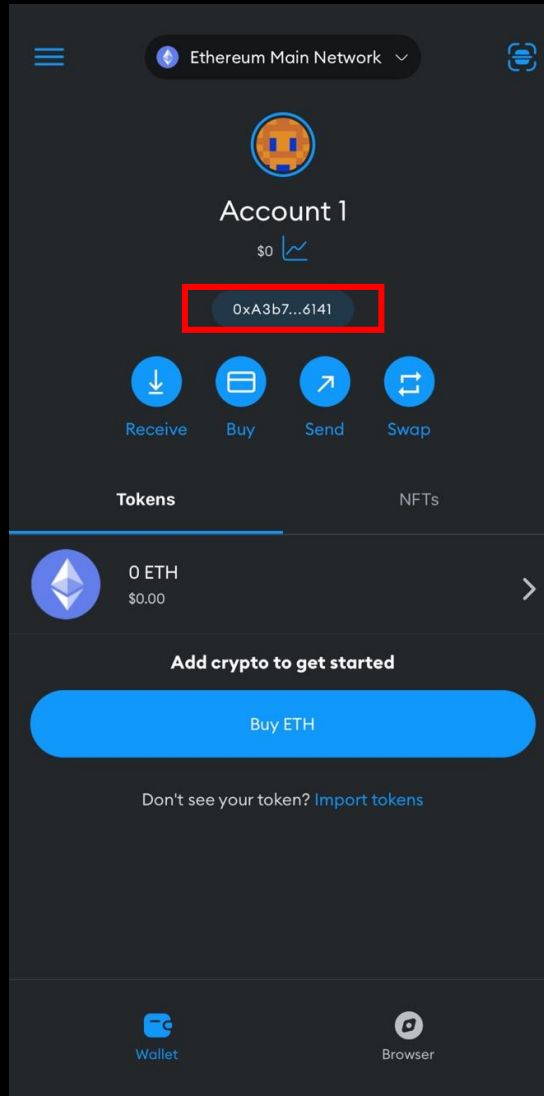 Ethereum Main Network
Account 1
$0
0xA3b7...6141
Receive Buy Send Swap
Tokens NFTs
0 ETH
$0.00
Add crypto to get started
Buy ETH
Don't see your token? Import tokens
Wallet Browser